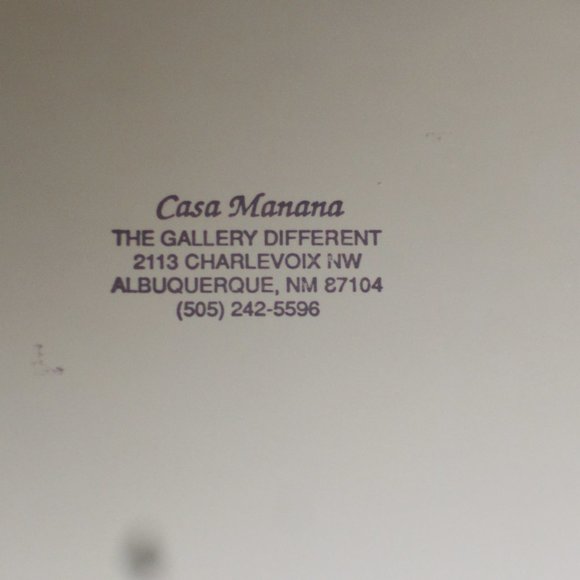 Casa Manana
THE GALLERY DIFFERENT
2113 CHARLEVOIX NW
ALBUQUERQUE, NM 87104
(505) 242-5596